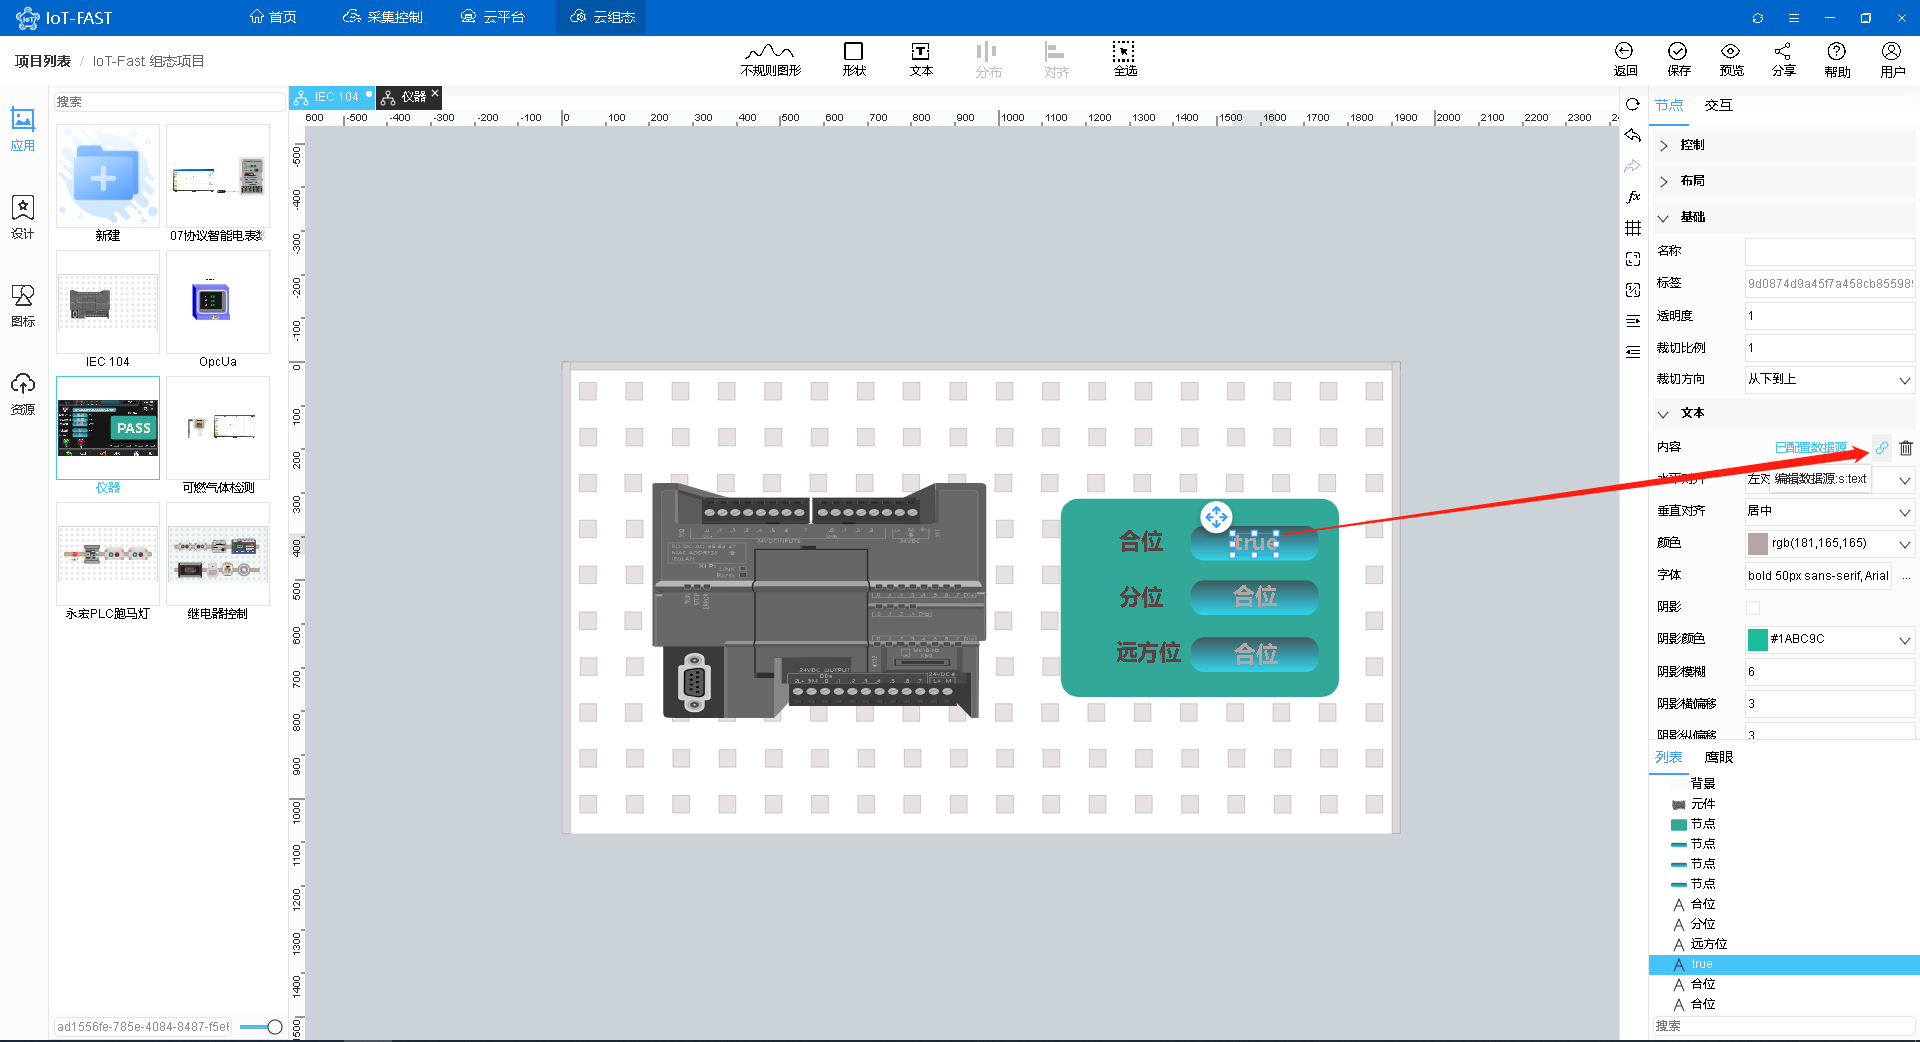 IoT-FAST
首页
采集控制
云平台
云组态
项目列表 / IoT-Fast 组态项目
不规则图形
形状
文本
分布
对齐
全选
返回
保存
预览
分享
帮助
用户
应用
设计
图标
资源
搜索
新建
07协议智能电表数
IEC 104
OpcUa
PASS
仪器
可燃气体检测
永宏PLC跑马灯
继电器控制
ad1556fe-785e-4084-8487-f5e6
IEC 104
仪器
600 -500 -400 -300 -200 -100 0 100 200 300 400 500 600 700 800 900 1000 1100 1200 1300 1400 1500 1600 1700 1800 1900 2000 2100 2200 2300
-500
-400
-300
-200
-100
0
100
200
300
400
500
600
700
800
900
1000
1100
1200
1300
1400
1500
24VDC INPUTS
MAC ADDRESS
LINK
Rx/Tx
RUN
STOP
ERROR
24VDC OUTPUT
合位
true
分位
合位
远方位
合位
fx
节点
交互
控制
布局
基础
名称
标签 9d0874d9a45f7a458cb85598
透明度 1
裁切比例 1
裁切方向 从下到上
文本
内容 已配置数据源
水平对齐 左对 编辑数据源:s:text
垂直对齐 居中
颜色 rgb(181,165,165)
字体 bold 50px sans-serif,Arial ...
阴影
阴影颜色 #1ABC9C
阴影模糊 6
阴影横偏移 3
阴影纵偏移 3
列表
鹰眼
背景
元件
节点
节点
节点
节点
A 合位
A 分位
A 远方位
A true
A 合位
A 合位
搜索